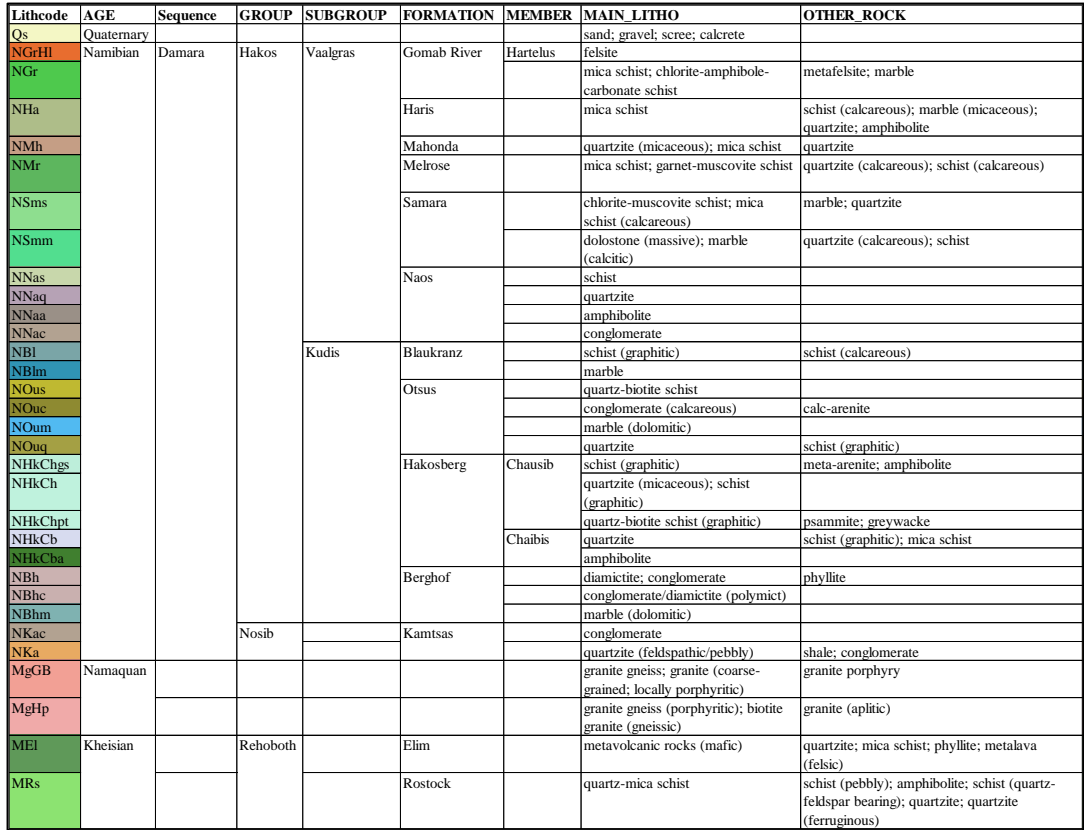 Lithcode AGE Sequence GROUP SUBGROUP FORMATION MEMBER MAIN_LITHO OTHER_ROCK
Qs Quaternary sand; gravel; scree; calcrete
NGrHl Namibian Damara Hakos Vaalgras Gomab River Hartelus felsite
NGr mica schist; chlorite-amphibole- metafelsite; marble
carbonate schist
NHa Haris mica schist schist (calcareous); marble (micaceous);
quartzite; amphibolite
NMh Mahonda quartzite (micaceous); mica schist quartzite
NMr Melrose mica schist; garnet-muscovite schist quartzite (calcareous); schist (calcareous)
NSms Samara chlorite-muscovite schist; mica marble; quartzite
schist (calcareous)
NSmm dolostone (massive); marble quartzite (calcareous); schist
(calcitic)
NNas Naos schist
NNaq quartzite
NNaa amphibolite
NNac conglomerate
NBl Kudis Blaukranz schist (graphitic) schist (calcareous)
NBlm marble
NOus Otsus quartz-biotite schist
NOuc conglomerate (calcareous) calc-arenite
NOum marble (dolomitic)
NOuq quartzite schist (graphitic)
NHkChgs Hakosberg Chausib schist (graphitic) meta-arenite; amphibolite
NHkCh quartzite (micaceous); schist
(graphitic)
NHkChpt quartz-biotite schist (graphitic) psammite; greywacke
NHkCb Chaibis quartzite schist (graphitic); mica schist
NHkCba amphibolite
NBh Berghof diamictite; conglomerate phyllite
NBhc conglomerate/diamictite (polymict)
NBhm marble (dolomitic)
NKac Nosib Kamtsas conglomerate
NKa quartzite (feldspathic/pebbly) shale; conglomerate
MgGB Namaquan granite gneiss; granite (coarse- granite porphyry
grained; locally porphyritic)
MgHp granite gneiss (porphyritic); biotite granite (aplitic)
granite (gneissic)
MEl Kheisian Rehoboth Elim metavolcanic rocks (mafic) quartzite; mica schist; phyllite; metalava
(felsic)
MRs Rostock quartz-mica schist schist (pebbly); amphibolite; schist (quartz-
feldspar bearing); quartzite; quartzite
(ferruginous)